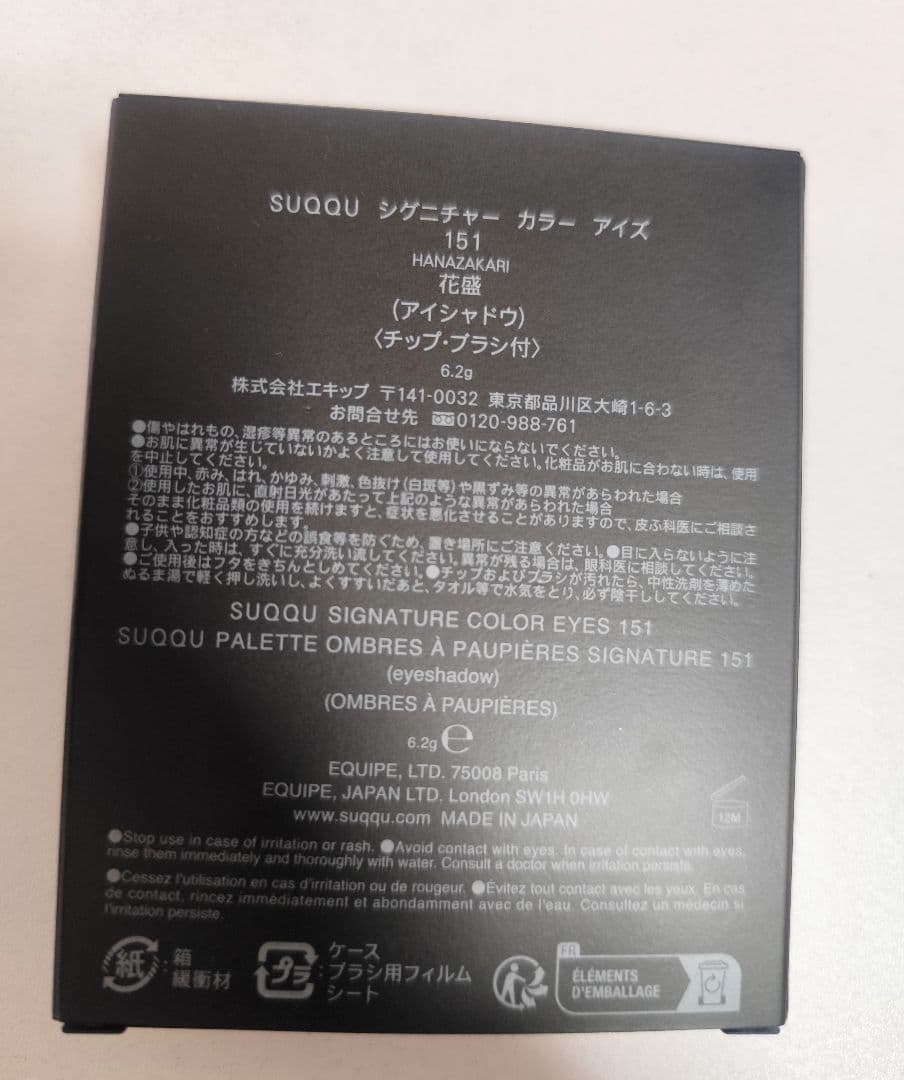 SUQQU シグニチャー カラー アイズ
151
HANAZAKARI
花盛
(アイシャドウ)
〈チップ・ブラシ付〉
6.2g
株式会社エキップ 〒141-0032 東京都品川区大崎1-6-3
お問合せ先 0120-988-761
●傷やはれもの、湿疹等異常のあるところにはお使いにならないでください。
●お肌に異常が生じていないかよく注意して使用してください。化粧品がお肌に合わない時は、使用
を中止してください。
①使用中、赤み、はれ、かゆみ、刺激、色抜け(白斑等)や黒ずみ等の異常があらわれた場合
②使用したお肌に、直射日光があたって上記のような異常があらわれた場合
そのまま化粧品類の使用を続けますと、症状を悪化させることがありますので、皮ふ科医にご相談さ
れることをおすすめします。
●子供や認知症の方などの誤食等を防ぐため、置き場所にご注意ください。●目に入らないように注
意し、入った時は、すぐに充分洗い流してください。異常が残る場合は、眼科医に相談してください。
●ご使用後はフタをきちんとしめてください。●チップおよびブラシが汚れたら、中性洗剤を薄めた
ぬるま湯で軽く押し洗いし、よくすすいだあと、タオル等で水気をとり、必ず陰干ししてください。
SUQQU SIGNATURE COLOR EYES 151
SUQQU PALETTE OMBRES À PAUPIÈRES SIGNATURE 151
(eyeshadow)
(OMBRES À PAUPIÈRES)
6.2g ℮
EQUIPE, LTD. 75008 Paris
EQUIPE, JAPAN LTD. London SW1H 0HW
www.suqqu.com MADE IN JAPAN
12M
●Stop use in case of irritation or rash. ●Avoid contact with eyes. In case of contact with eyes,
rinse them immediately and thoroughly with water. Consult a doctor when irritation persists.
●Cessez l'utilisation en cas d'irritation ou de rougeur. ●Évitez tout contact avec les yeux. En cas
de contact, rincez immédiatement et abondamment avec de l'eau. Consultez un médecin si
l'irritation persiste.
紙 : 箱
緩衝材
プラ : ケース
ブラシ用フィルム
シート
FR
ÉLÉMENTS
D'EMBALLAGE